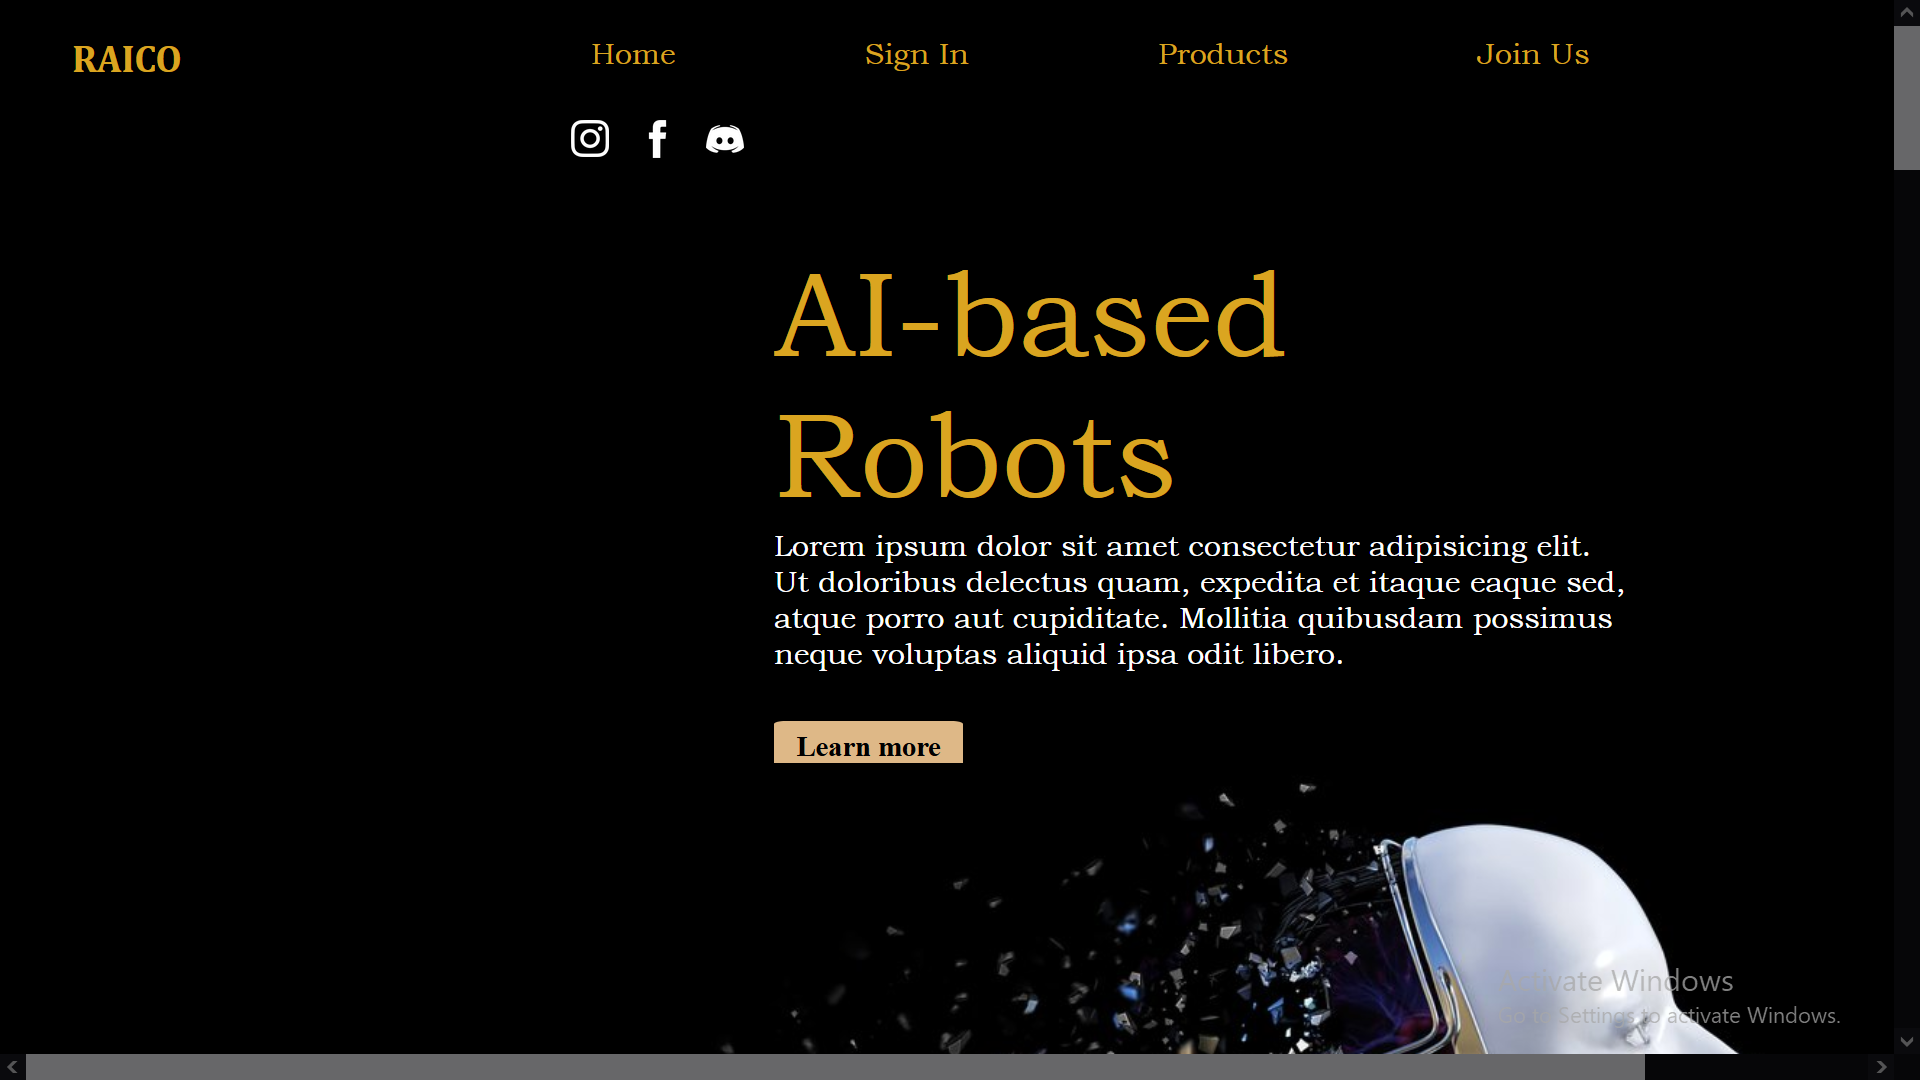 RAICO
Home
Sign In
Products
Join Us
AI-based
Robots
Lorem ipsum dolor sit amet consectetur adipisicing elit.
Ut doloribus delectus quam, expedita et itaque eaque sed,
atque porro aut cupiditate. Mollitia quibusdam possimus
neque voluptas aliquid ipsa odit libero.
Learn more
Activate Windows
Go to Settings to activate Windows.